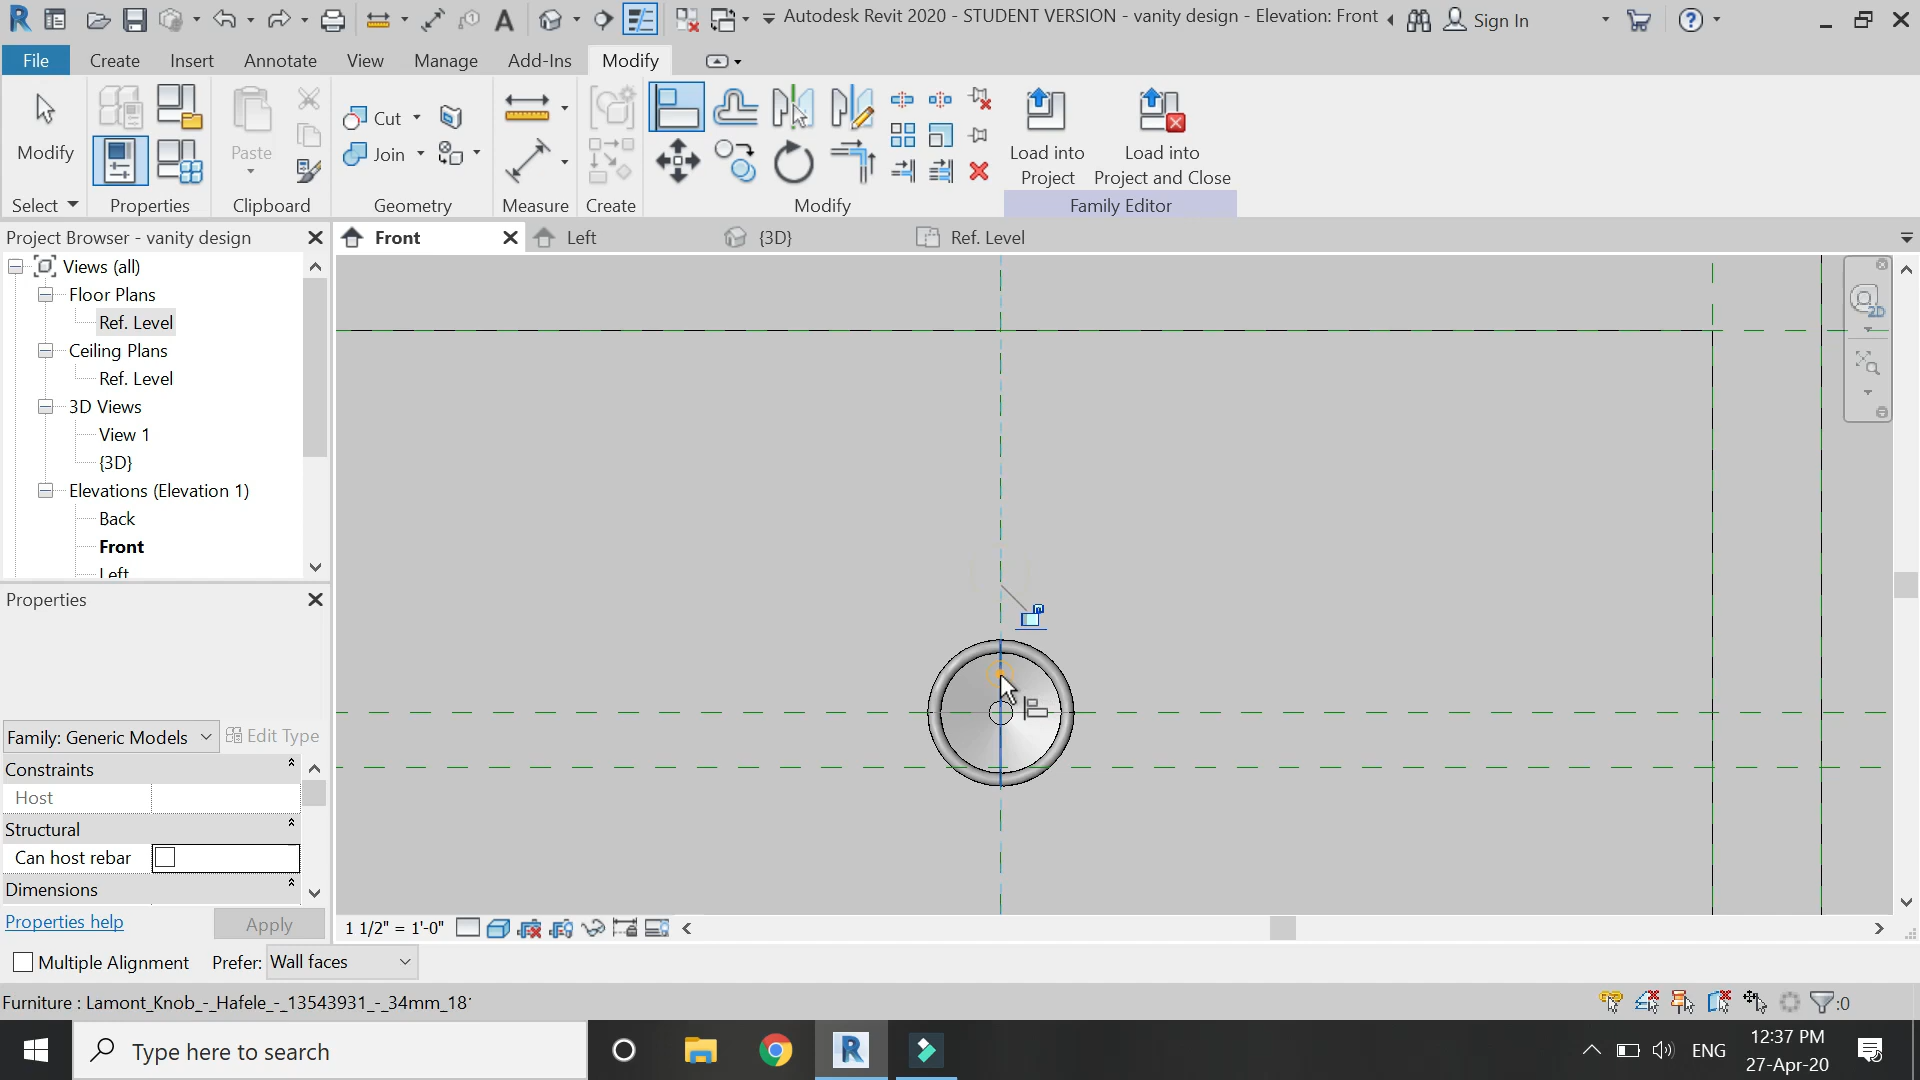 Autodesk Revit 2020 - STUDENT VERSION - vanity design - Elevation: Front
Sign In
File
Create
Insert
Annotate
View
Manage
Add-Ins
Modify
Modify
Paste
Cut
Join
Load into
Project
Load into
Project and Close
Select
Properties
Clipboard
Geometry
Measure
Create
Modify
Family Editor
Project Browser - vanity design
Front
Left
{3D}
Ref. Level
Views (all)
Floor Plans
Ref. Level
Ceiling Plans
Ref. Level
3D Views
View 1
{3D}
Elevations (Elevation 1)
Back
Front
Left
2D
Properties
Family: Generic Models
Edit Type
Constraints
Host
Structural
Can host rebar
Dimensions
Properties help
Apply
1 1/2" = 1'-0"
Multiple Alignment
Prefer:
Wall faces
Furniture : Lamont_Knob_-_Hafele_-_13543931_-_34mm_18'
:0
Type here to search
ENG
12:37 PM
27-Apr-20